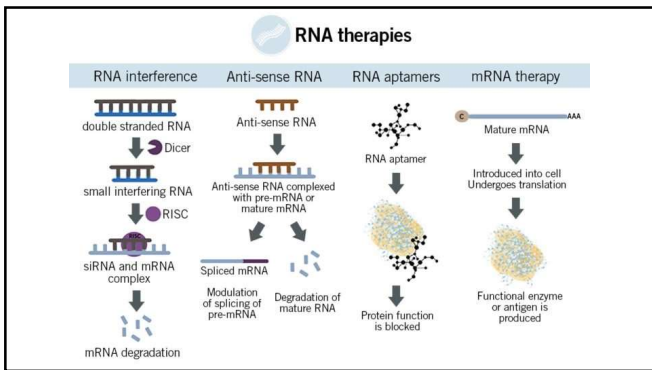 RNA therapies
RNA interference
double stranded RNA
Dicer
small interfering RNA
RISC
RISC
siRNA and mRNA
complex
mRNA degradation
Anti-sense RNA
Anti-sense RNA
Anti-sense RNA complexed
with pre-mRNA or
mature mRNA
Spliced mRNA
Modulation
of splicing of
pre-mRNA
Degradation of
mature RNA
RNA aptamers
RNA aptamer
Protein function
is blocked
mRNA therapy
C
AAA
Mature mRNA
Introduced into cell
Undergoes translation
Functional enzyme
or antigen is
produced